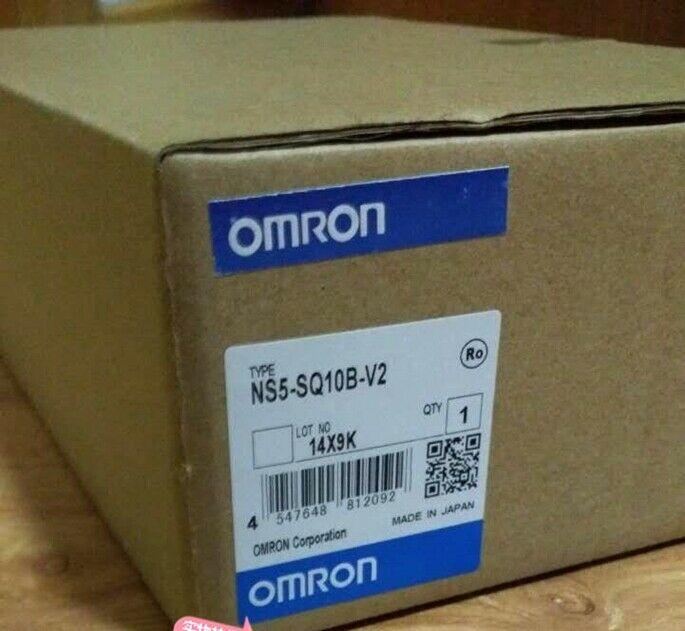 OMRON
Ro
TYPE
NS5-SQ10B-V2
QTY 1
LOT NO
14X9K
4 547648 812092
MADE IN JAPAN
OMRON Corporation
OMRON